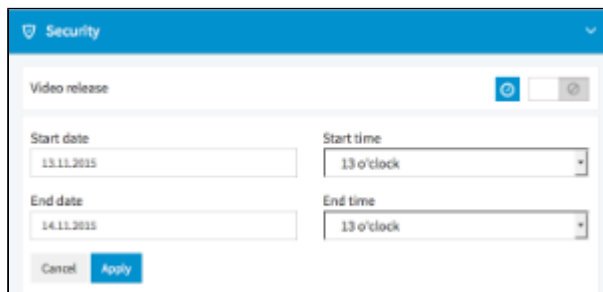 Security
Video release
Start date
Start time
13.11.2015
13 o'clock
End date
End time
14.11.2015
13 o'clock
Cancel
Apply